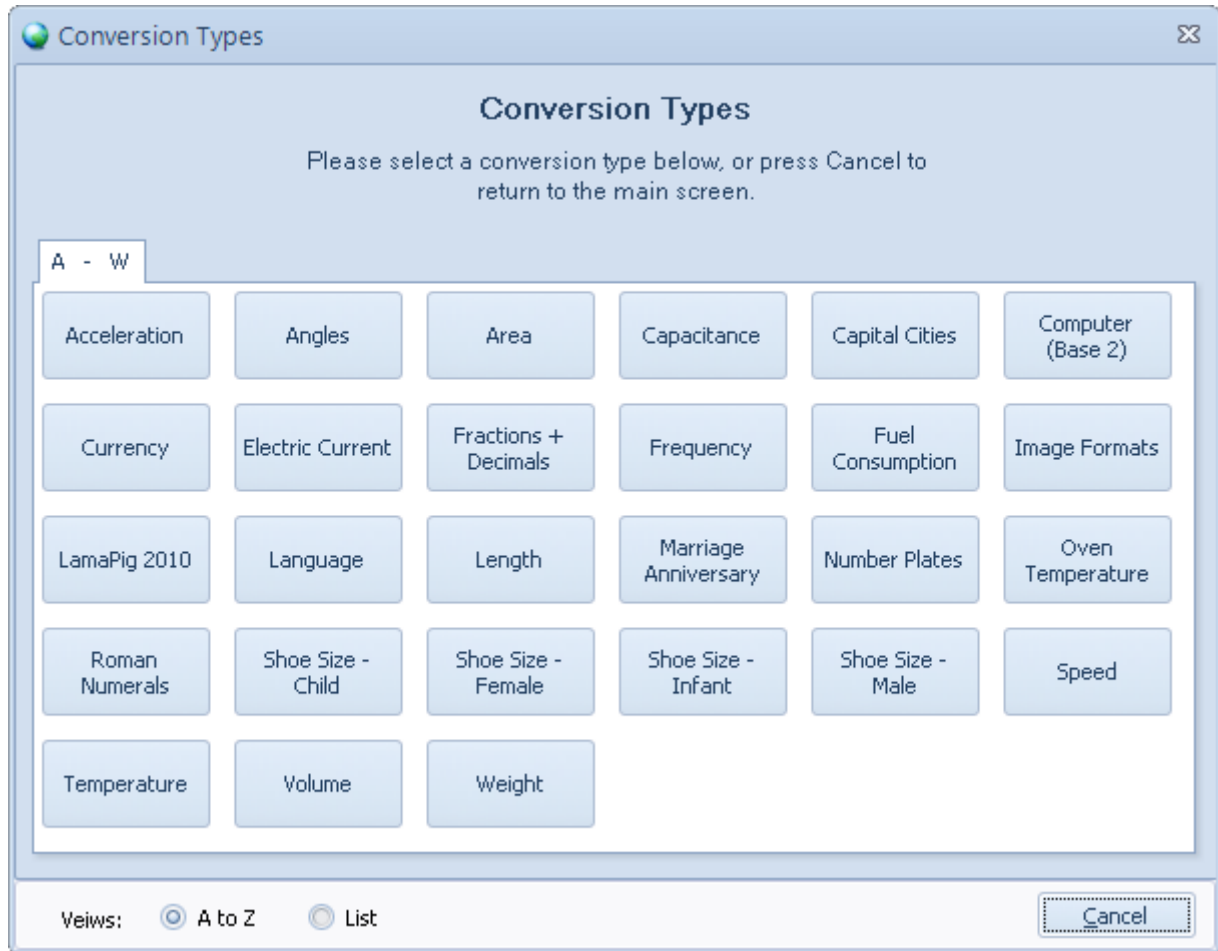 Conversion Types
Conversion Types
Please select a conversion type below, or press Cancel to
return to the main screen.
A - W
Acceleration
Angles
Area
Capacitance
Capital Cities
Computer
(Base 2)
Currency
Electric Current
Fractions +
Decimals
Frequency
Fuel
Consumption
Image Formats
LamaPig 2010
Language
Length
Marriage
Anniversary
Number Plates
Oven
Temperature
Roman
Numerals
Shoe Size -
Child
Shoe Size -
Female
Shoe Size -
Infant
Shoe Size -
Male
Speed
Temperature
Volume
Weight
Veiws:
A to Z
List
Cancel